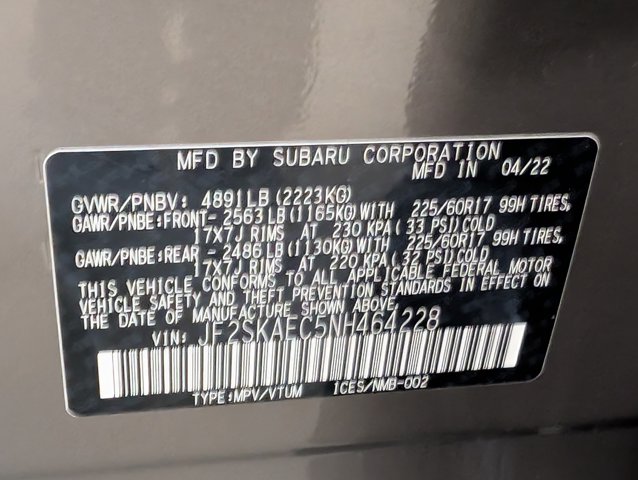 MFD BY SUBARU CORPORATION
MFD IN 04/22
GVWR/PNBV: 4891LB (2223KG)
GAWR/PNBE:FRONT- 2563 LB (1165KG) WITH 225/60R17 99H TIRES,
17x7J RIMS AT 230 KPA ( 33 PSI) COLD
GAWR/PNBE:REAR - 2486 LB (1130KG) WITH 225/60R17 99H TIRES,
17x7J RIMS AT 220 KPA ( 32 PSI) COLD
THIS VEHICLE CONFORMS TO ALL APPLICABLE FEDERAL MOTOR
VEHICLE SAFETY AND THEFT PREVENTION STANDARDS IN EFFECT ON
THE DATE OF MANUFACTURE SHOWN ABOVE.
VIN: JF2SKAEC5NH464228
TYPE:MPV/VTUM ICES/NMB-002